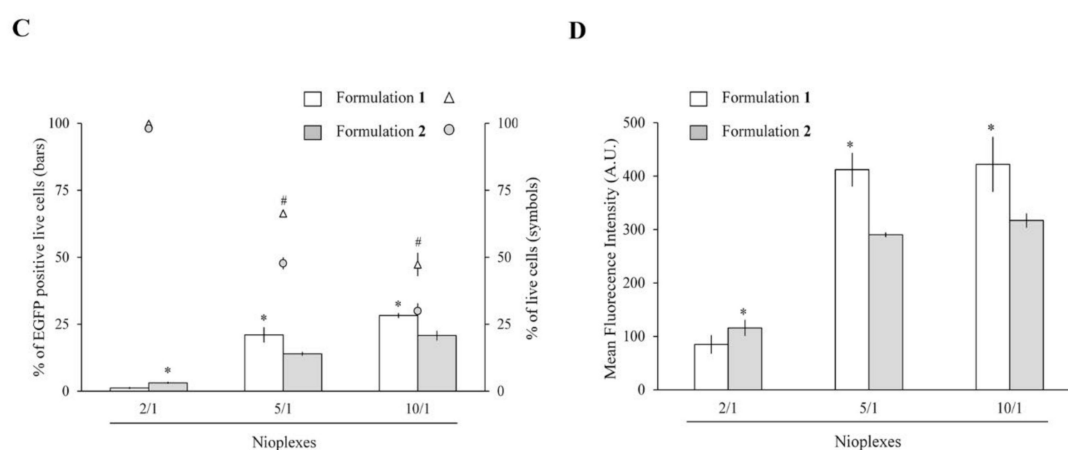 C
Formulation 1
Formulation 2
% of EGFP positive live cells (bars)
100
75
50
25
0
% of live cells (symbols)
100
75
50
25
0
#
#
*
*
*
2/1
5/1
10/1
Nioplexes
D
Formulation 1
Formulation 2
Mean Fluorecence Intensity (A.U.)
500
400
300
200
100
0
*
*
*
2/1
5/1
10/1
Nioplexes